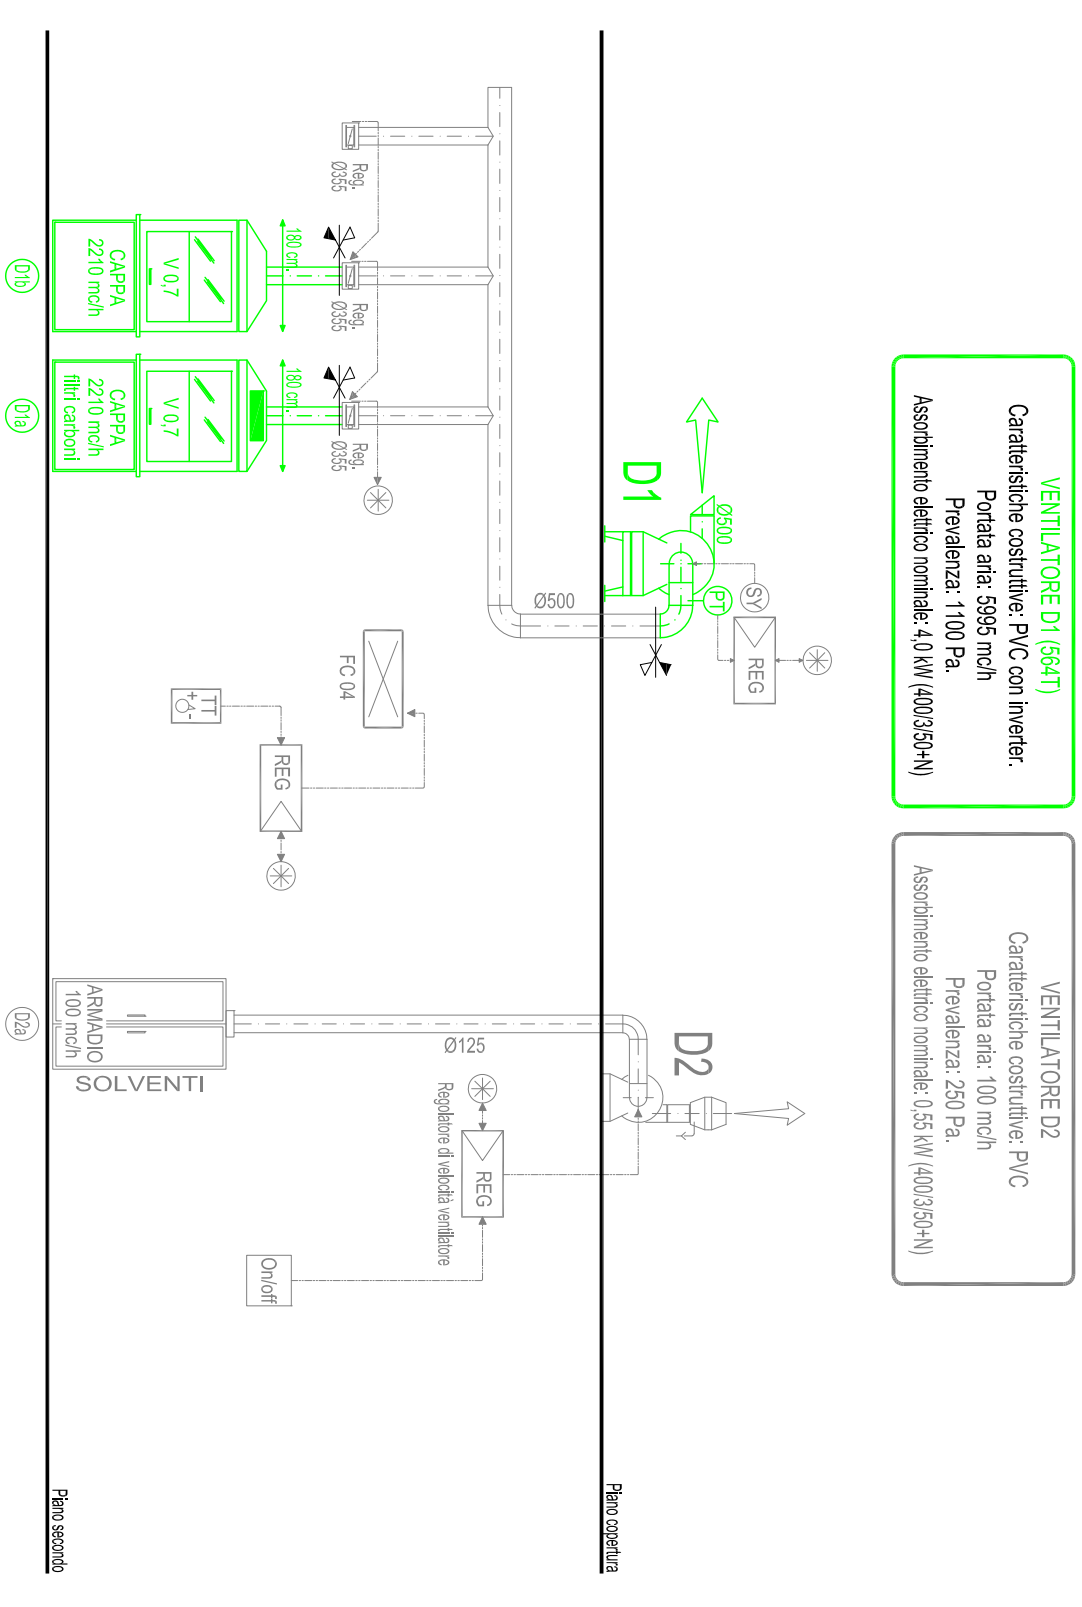 VENTILATORE D1 (564T)
Caratteristiche costruttive: PVC con inverter.
Portata aria: 5995 mc/h
Prevalenza: 1100 Pa.
Assorbimento elettrico nominale: 4,0 kW (400/3/50+N)
VENTILATORE D2
Caratteristiche costruttive: PVC
Portata aria: 100 mc/h
Prevalenza: 250 Pa.
Assorbimento elettrico nominale: 0,55 kW (400/3/50+N)
REG
SY
PT
Ø500
D1
D2
Piano copertura
Ø500
REG
Regolatore di velocità ventilatore
Ø125
On/off
Reg.
Ø355
Reg.
Ø355
Reg.
Ø355
FC 04
REG
TT
+
-
180 cm.
180 cm.
V 0,7
V 0,7
CAPPA
2210 mc/h
CAPPA
2210 mc/h
filtri carboni
ARMADIO
100 mc/h
SOLVENTI
Piano secondo
D1b
D1a
D2a